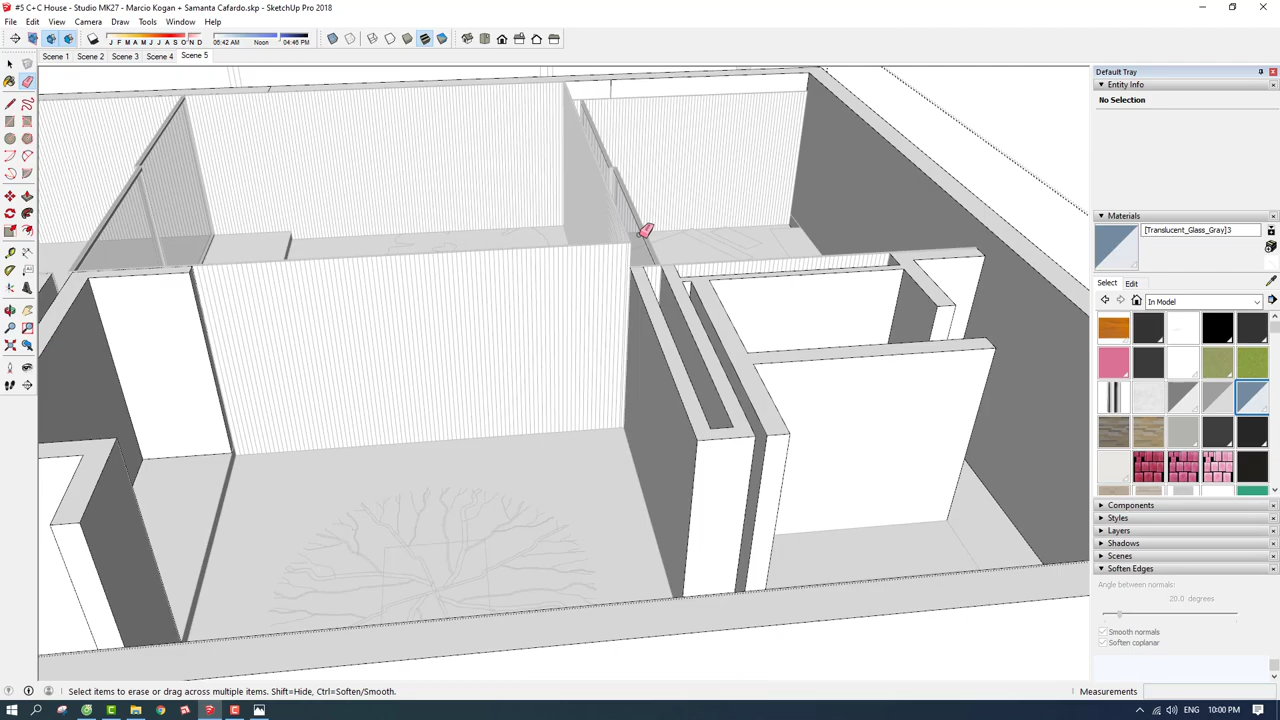 #5 C+C House - Studio MK27 - Marcio Kogan + Samanta Cafardo.skp - SketchUp Pro 2018
File Edit View Camera Draw Tools Window Help
J F M A M J J A S O N D 05:42 AM Noon 04:46 PM
Scene 1 Scene 2 Scene 3 Scene 4 Scene 5
Default Tray
Entity Info
No Selection
Materials
[Translucent_Glass_Gray]3
Select Edit
In Model
Components
Styles
Layers
Shadows
Scenes
Soften Edges
Angle between normals:
20.0 degrees
Smooth normals
Soften coplanar
Select items to erase or drag across multiple items. Shift=Hide, Ctrl=Soften/Smooth.
Measurements
ENG 10:00 PM